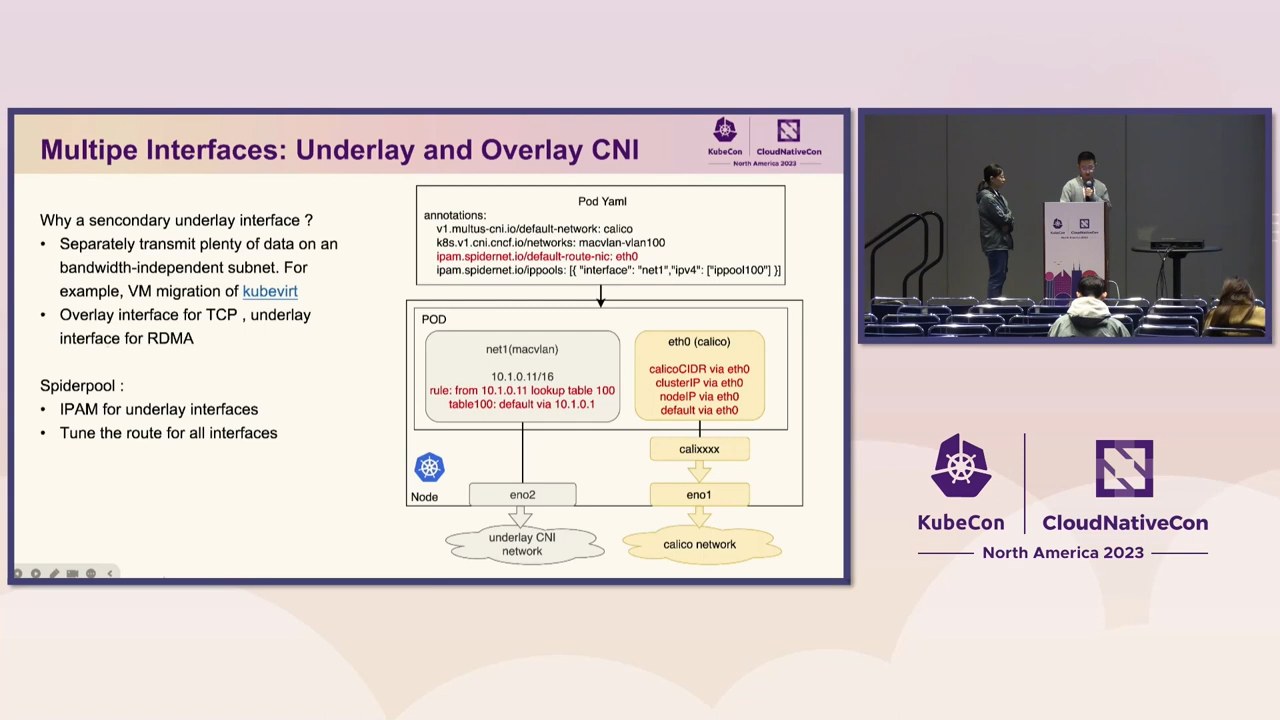 Multipe Interfaces: Underlay and Overlay CNI
KubeCon
CloudNativeCon
North America 2023
Why a sencondary underlay interface ?
• Separately transmit plenty of data on an
bandwidth-independent subnet. For
example, VM migration of kubevirt
• Overlay interface for TCP , underlay
interface for RDMA
Spiderpool :
• IPAM for underlay interfaces
• Tune the route for all interfaces
Pod Yaml
annotations:
v1.multus-cni.io/default-network: calico
k8s.v1.cni.cncf.io/networks: macvlan-vlan100
ipam.spidernet.io/default-route-nic: eth0
ipam.spidernet.io/ippools: [{ "interface": "net1","ipv4": ["ippool100"] }]
POD
net1(macvlan)
10.1.0.11/16
rule: from 10.1.0.11 lookup table 100
table100: default via 10.1.0.1
eth0 (calico)
calicoCIDR via eth0
clusterIP via eth0
nodeIP via eth0
default via eth0
calixxxx
Node
eno2
eno1
underlay CNI
network
calico network
KubeCon
CloudNativeCon
North America 2023